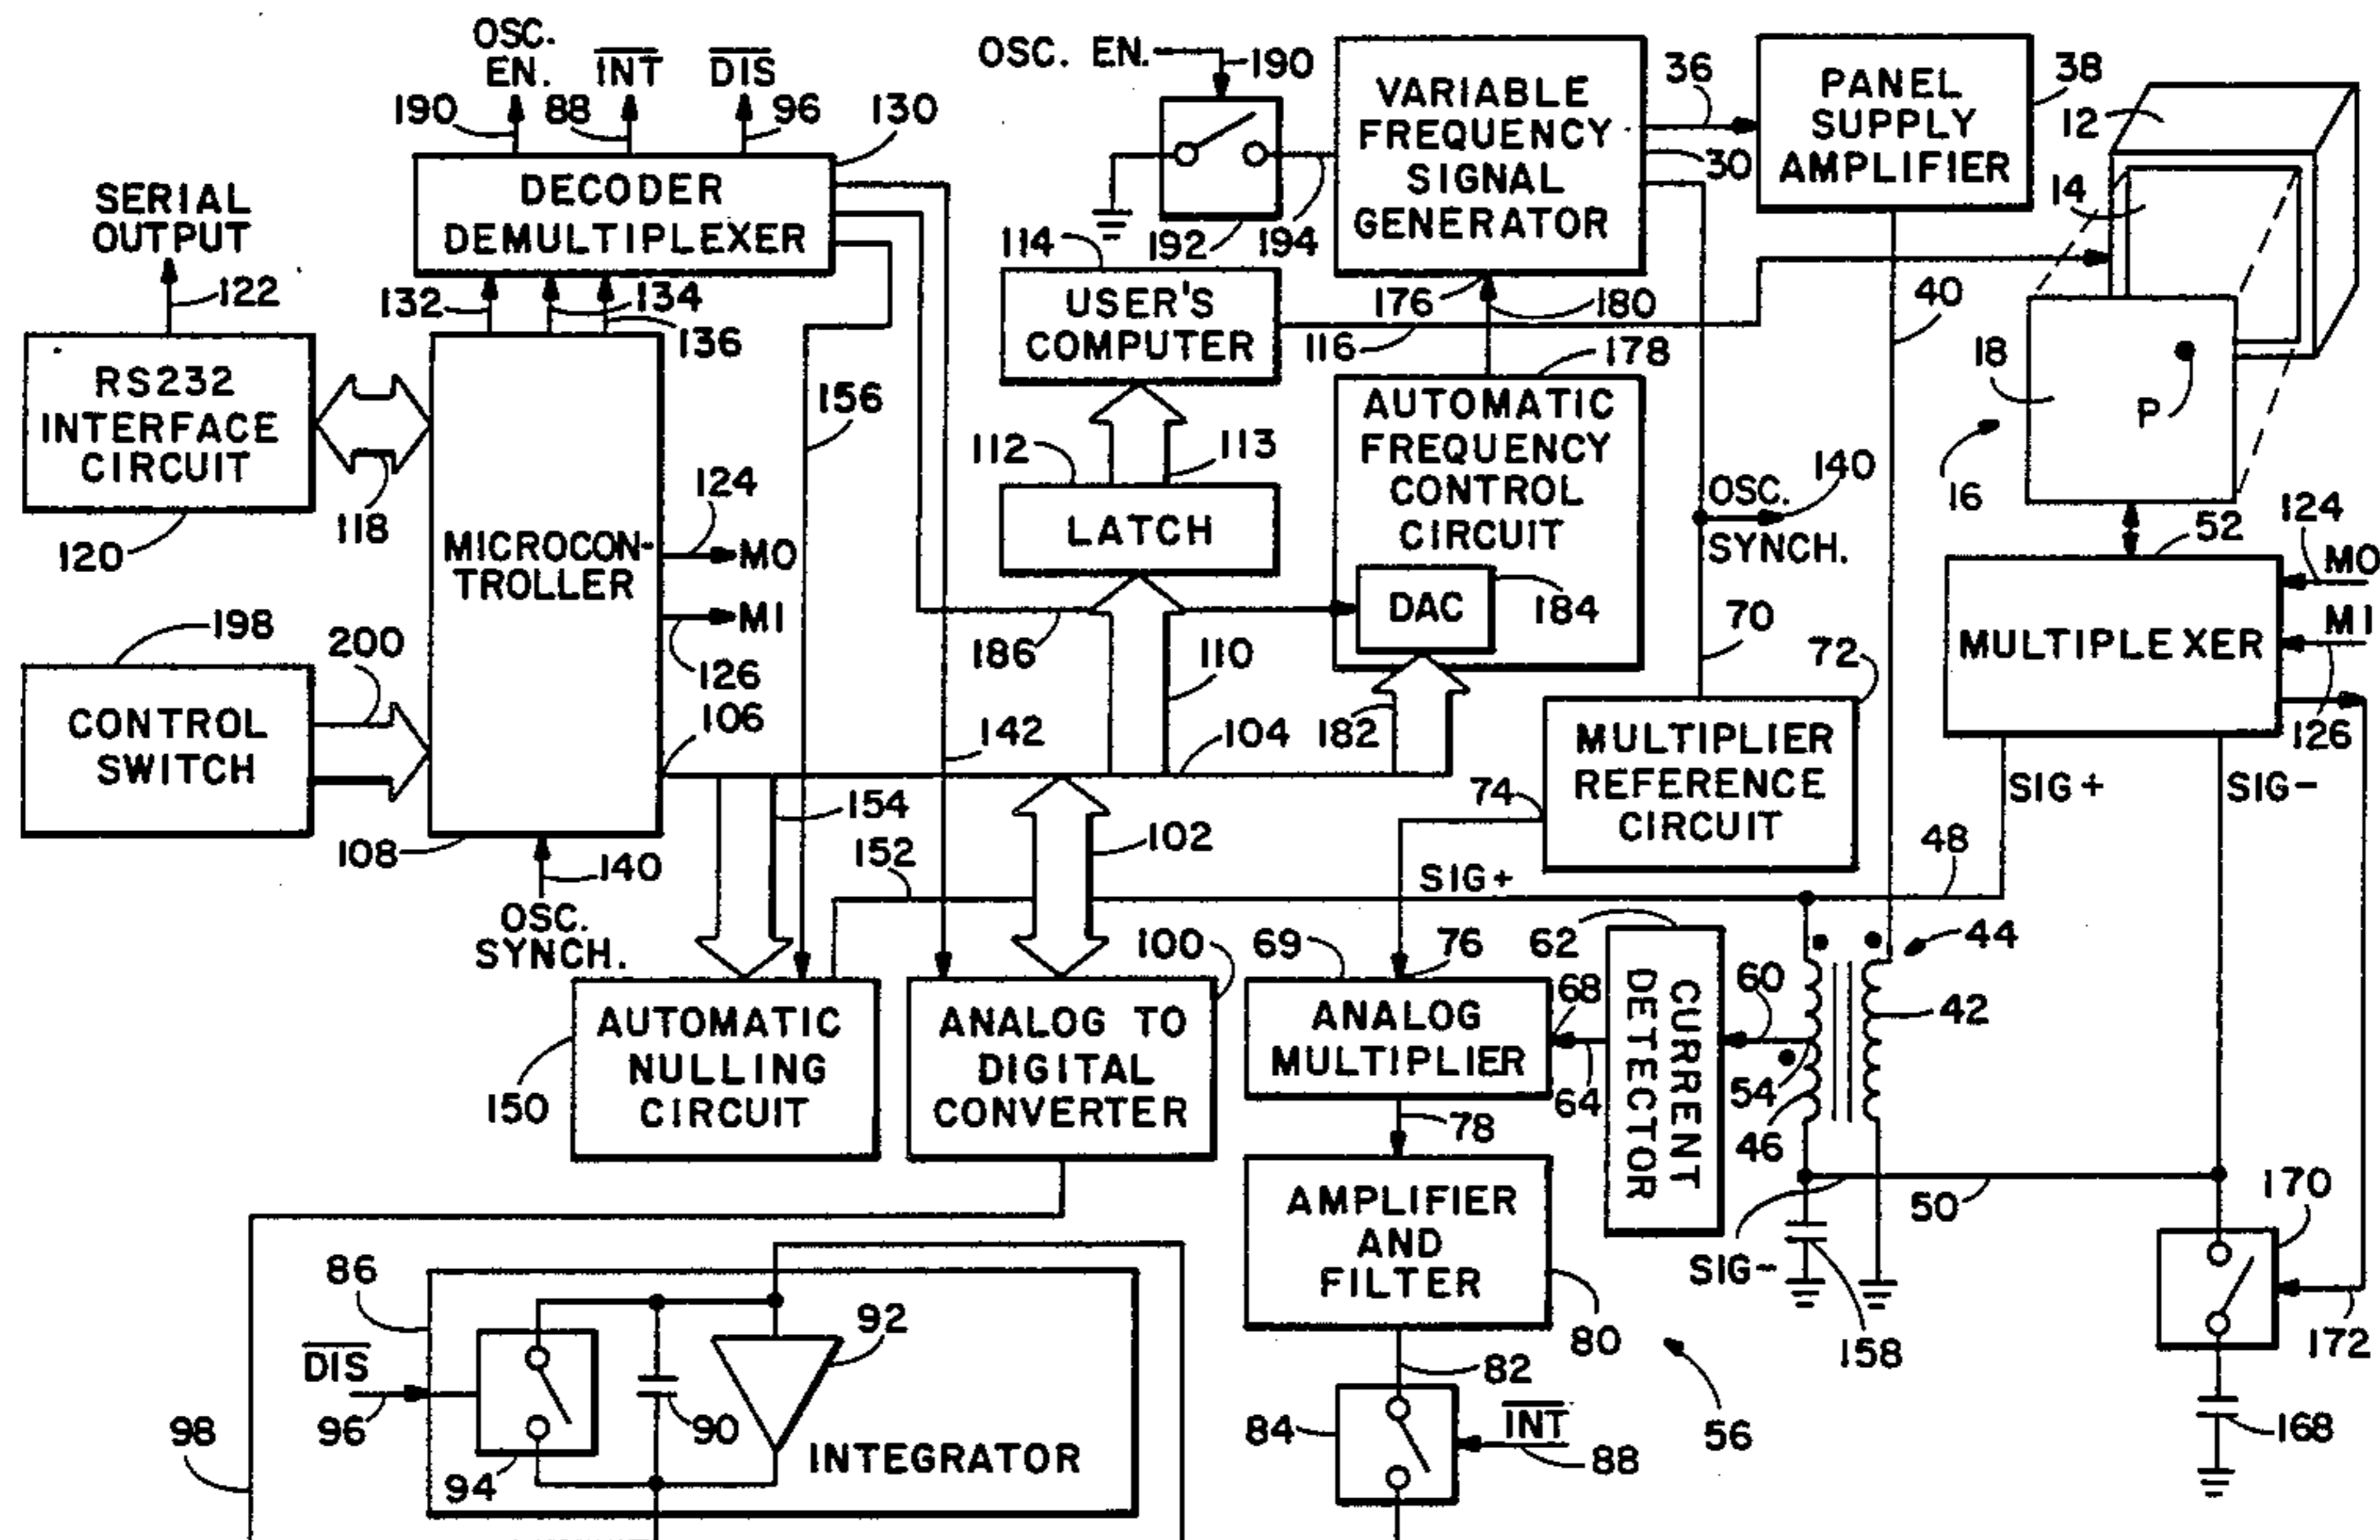 OSC.
EN.
INT
DIS
190
88
96
130
DECODER
DEMULTIPLEXER
SERIAL
OUTPUT
122
132
134
136
RS232
INTERFACE
CIRCUIT
118
120
MICROCON-
TROLLER
124
MO
MI
126
106
198
200
CONTROL
SWITCH
108
140
OSC.
SYNCH.
156
142
154
152
OSC. EN.
190
192
194
VARIABLE
FREQUENCY
SIGNAL
GENERATOR
36
30
PANEL
SUPPLY
AMPLIFIER
38
12
14
18
P
16
114
USER'S
COMPUTER
176
180
116
178
40
112
113
LATCH
AUTOMATIC
FREQUENCY
CONTROL
CIRCUIT
DAC
184
186
110
104
182
OSC.
140
SYNCH.
70
72
52
124
MO
MI
MULTIPLEXER
126
SIG+
SIG-
MULTIPLIER
REFERENCE
CIRCUIT
74
102
SIG+
48
100
69
76
62
44
AUTOMATIC
NULLING
CIRCUIT
150
ANALOG TO
DIGITAL
CONVERTER
ANALOG
MULTIPLIER
68
64
CURRENT
DETECTOR
60
42
54
46
78
50
170
AMPLIFIER
AND
FILTER
80
SIG-
158
172
86
92
DIS
96
90
94
INTEGRATOR
98
82
84
INT
88
56
168